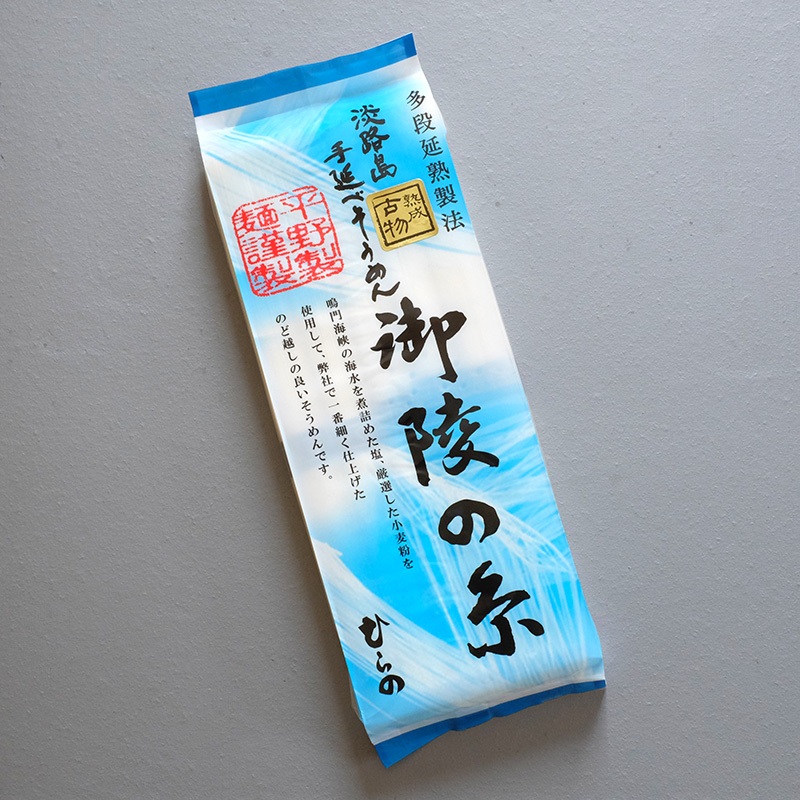 多段延熟製法
熟成
古物
淡路島
手延べそうめん
御陵の糸
平野製
麺謹製
鳴門海峡の海水を煮詰めた塩、厳選した小麦粉を
使用して、弊社で一番細く仕上げた
のど越しの良いそうめんです。
ひらの